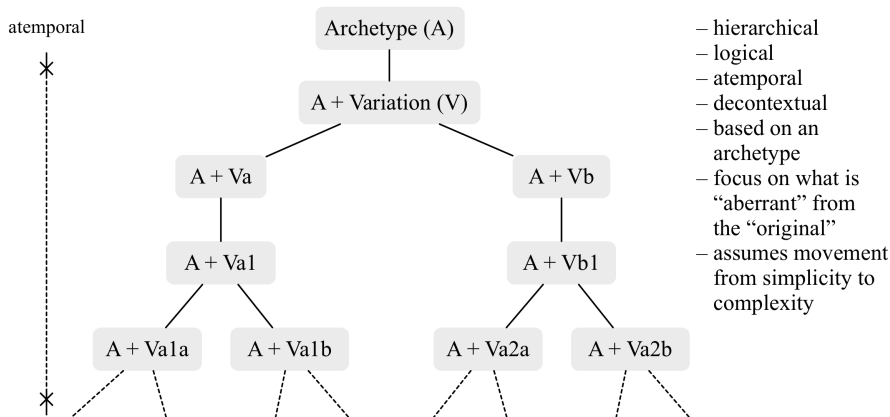 atemporal
Archetype (A)
A + Variation (V)
A + Va
A + Vb
A + Va1
A + Vb1
A + Va1a
A + Va1b
A + Va2a
A + Va2b
– hierarchical
– logical
– atemporal
– decontextual
– based on an
archetype
– focus on what is
“aberrant” from
the “original”
– assumes movement
from simplicity to
complexity